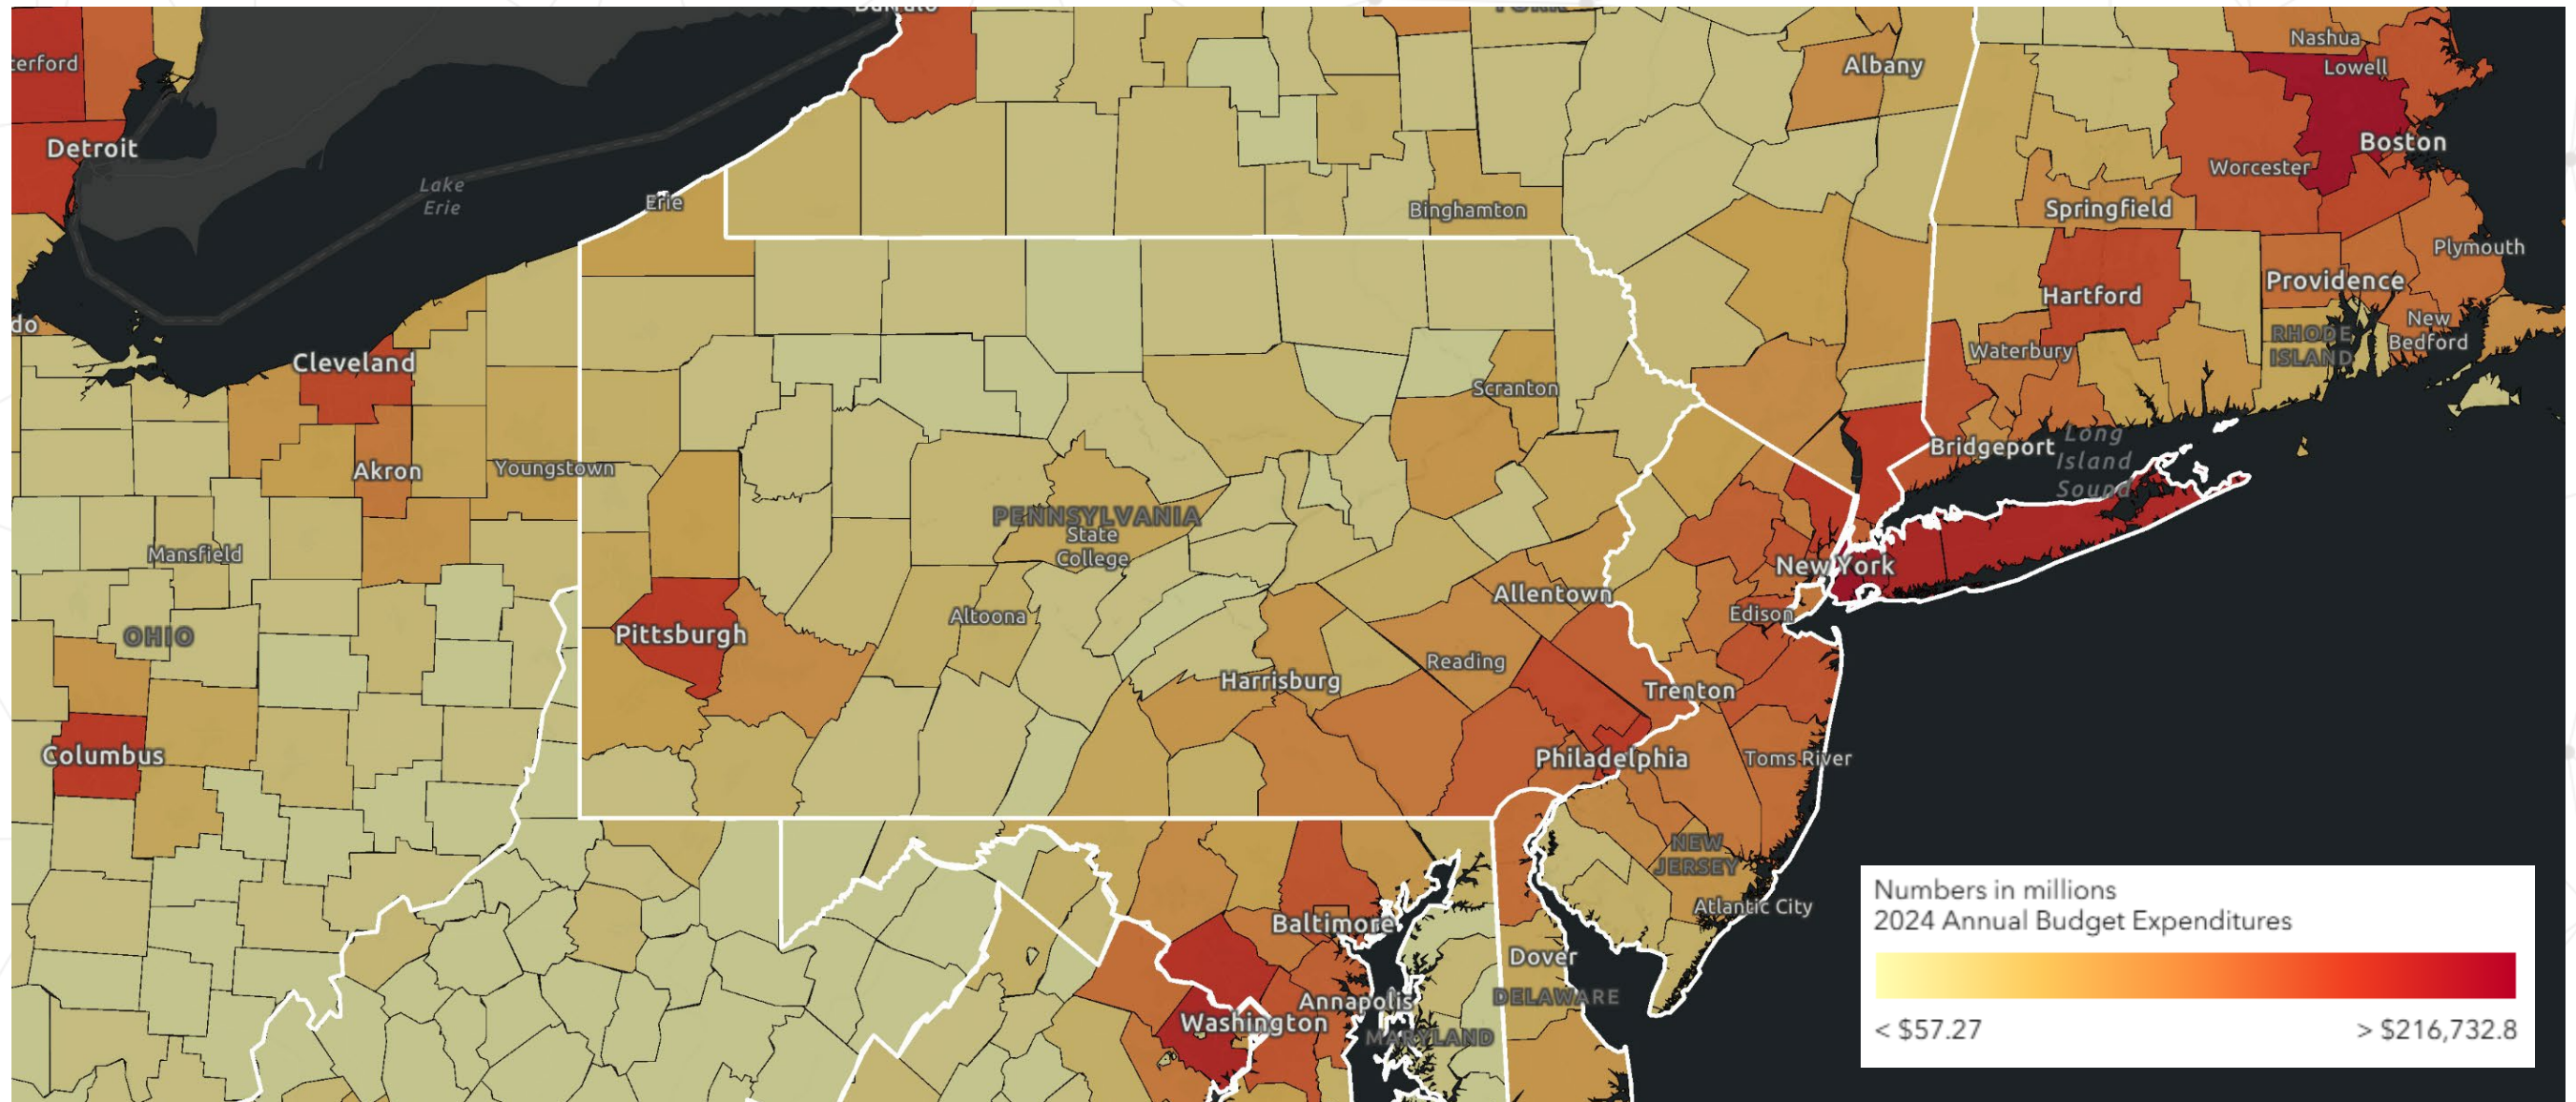 Nashua
Lowell
Albany
Detroit
Boston
Worcester
Lake
Erie
Erie
Binghamton
Springfield
Plymouth
Providence
Hartford
New
Bedford
RHODE
ISLAND
Waterbury
Cleveland
Scranton
Bridgeport
Long
Island
Sound
Akron
Youngstown
PENNSYLVANIA
State
College
Mansfield
New York
Allentown
Edison
Altoona
OHIO
Pittsburgh
Reading
Harrisburg
Trenton
Columbus
Philadelphia
Toms River
NEW
JERSEY
Atlantic City
Baltimore
Dover
DELAWARE
Annapolis
Washington
MARYLAND
Numbers in millions
2024 Annual Budget Expenditures
< $57.27
> $216,732.8